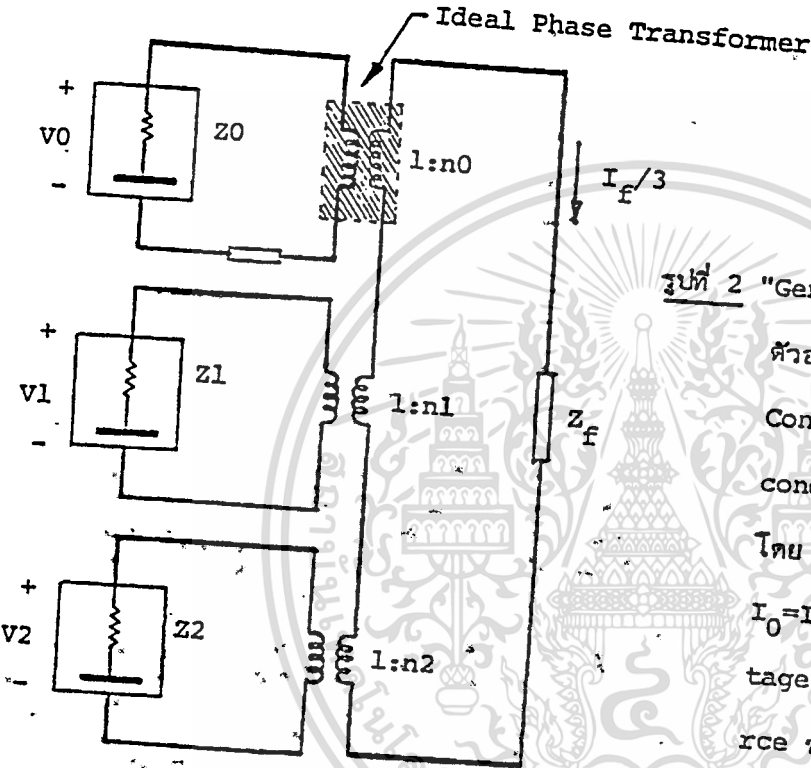 Ideal Phase Transformer
+
V0
-
Z0
1:n0
I_f/3
+
V1
-
Z1
1:n1
Z_f
+
V2
-
Z2
1:n2
รูปที่ 2 "Gen
ตัวอ
Con
cond
โดย
I_0=I
tage
rce